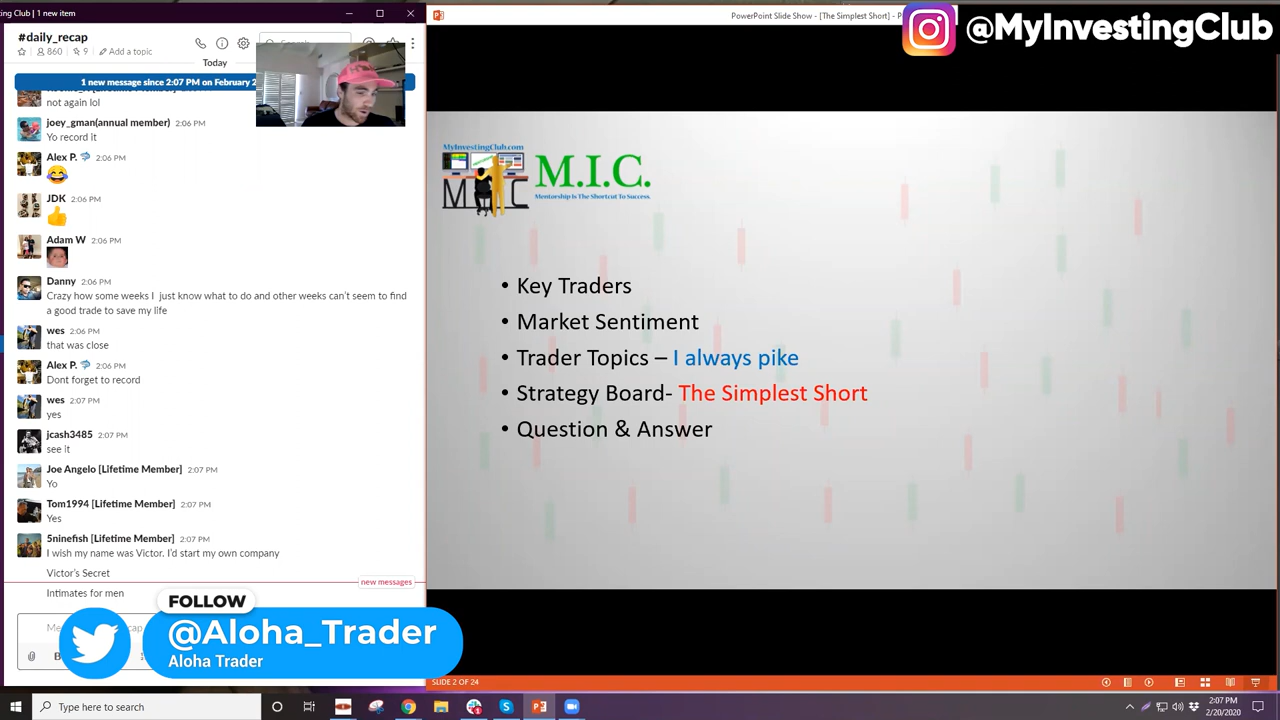 ting Club | 1 new item
#daily_recap
860
9
Add a topic
Today
1 new message since 2:07 PM on February 2
not again lol
joey_gman(annual member) 2:06 PM
Yo record it
Alex P. 2:06 PM
JDK 2:06 PM
Adam W 2:06 PM
Danny 2:06 PM
Crazy how some weeks I just know what to do and other weeks can't seem to find
a good trade to save my life
wes 2:06 PM
that was close
Alex P. 2:06 PM
Dont forget to record
wes 2:07 PM
yes
jcash3485 2:07 PM
see it
Joe Angelo [Lifetime Member] 2:07 PM
Yo
Tom1994 [Lifetime Member] 2:07 PM
Yes
5ninefish [Lifetime Member] 2:07 PM
I wish my name was Victor. I'd start my own company
Victor's Secret
new messages
Intimates for men
FOLLOW
@Aloha_Trader
Aloha Trader
PowerPoint Slide Show - [The Simplest Short]
@MyInvestingClub
MyInvestingClub.com
M.I.C.
Mentorship Is The Shortcut To Success.
• Key Traders
• Market Sentiment
• Trader Topics – I always pike
• Strategy Board- The Simplest Short
• Question & Answer
SLIDE 2 OF 24
Type here to search
2:07 PM
2/20/2020